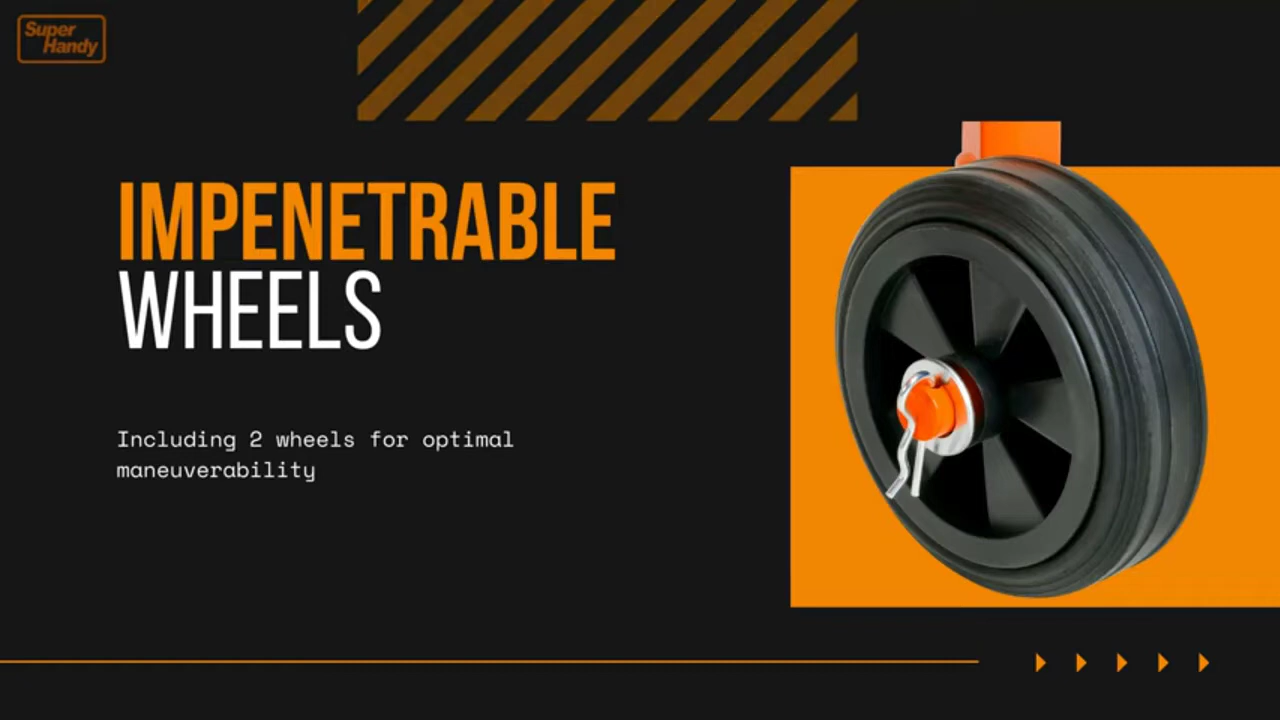 Super
Handy
IMPENETRABLE
WHEELS
Including 2 wheels for optimal
maneuverability